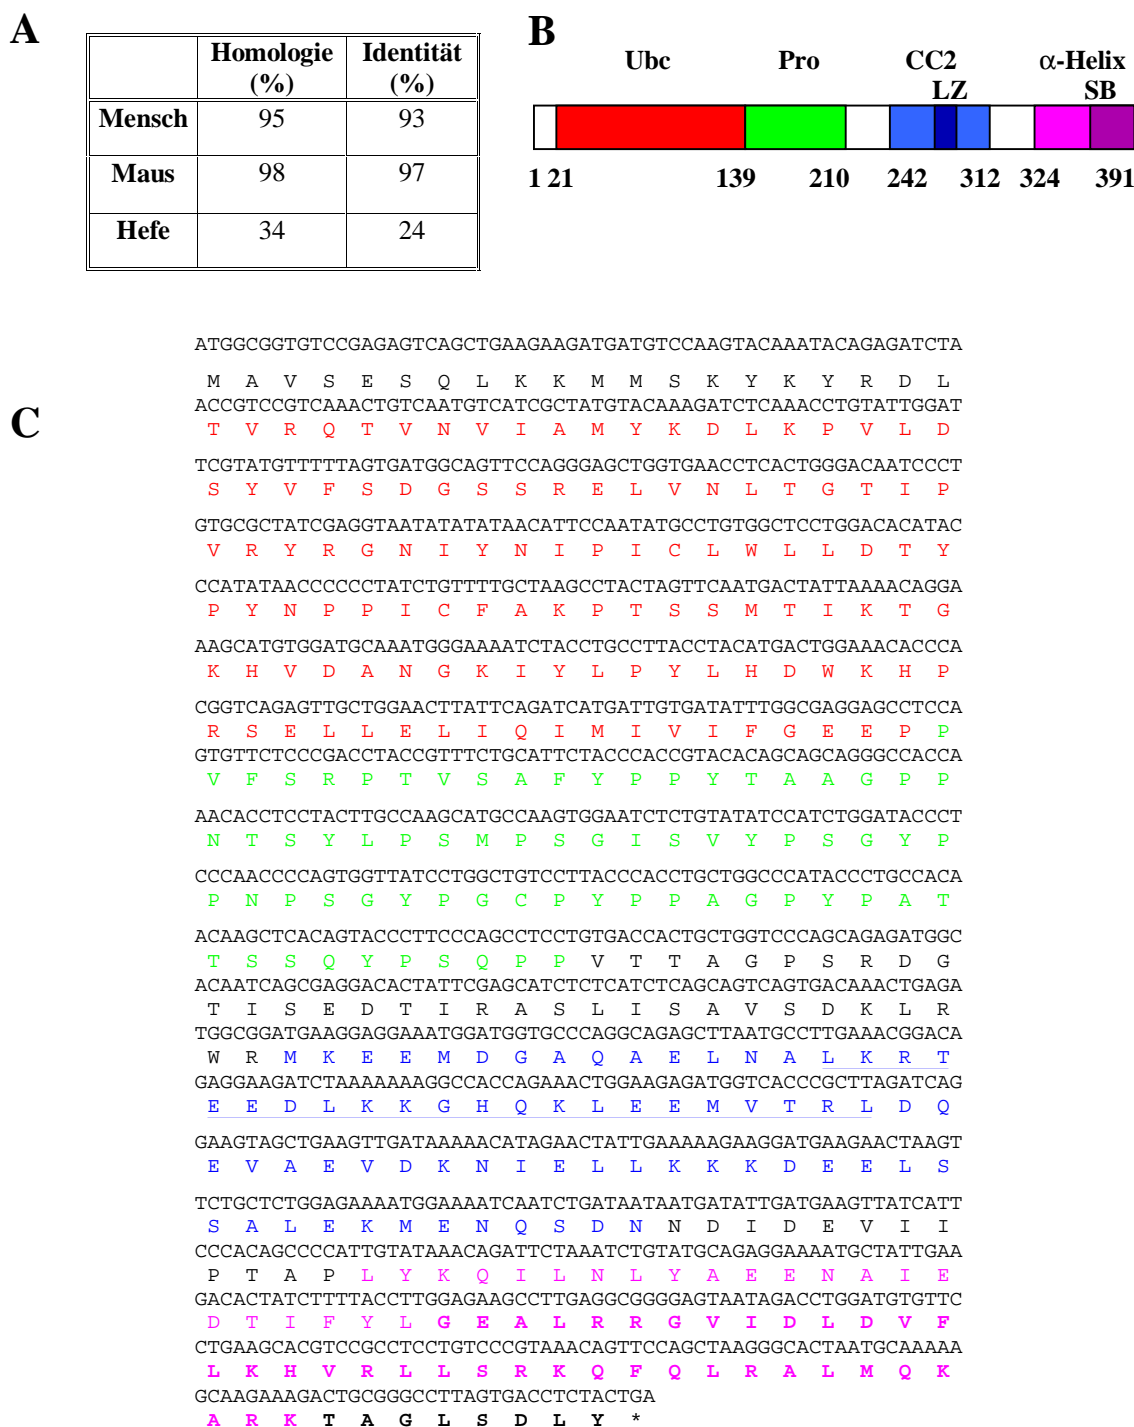 A
Homologie (%) Identität (%)
Mensch 95 93
Maus 98 97
Hefe 34 24
B
Ubc Pro CC2 α-Helix
LZ SB
1 21 139 210 242 312 324 391
C
ATGGCGGTGTCCGAGAGTCAGCTGAAGAAGATGATGTCCAAGTACAAATACAGAGATCTA
M A V S E S Q L K K M M S K Y K Y R D L
ACCGTCCGTCAAACTGTCAATGTCATCGCTATGTACAAAGATCTCAAACCTGTATTGGAT
T V R Q T V N V I A M Y K D L K P V L D
TCGTATGTTTTTAGTGATGGCAGTTCCAGGGAGCTGGTGAACCTCACTGGGACAATCCCT
S Y V F S D G S S R E L V N L T G T I P
GTGCGCTATCGAGGTAATATATATAACATTCCAATATGCCTGTGGCTCCTGGACACATAC
V R Y R G N I Y N I P I C L W L L D T Y
CCATATAACCCCCCTATCTGTTTTGCTAAGCCTACTAGTTCAATGACTATTAAAACAGGA
P Y N P P I C F A K P T S S M T I K T G
AAGCATGTGGATGCAAATGGGAAAATCTACCTGCCTTACCTACATGACTGGAAACACCCA
K H V D A N G K I Y L P Y L H D W K H P
CGGTCAGAGTTGCTGGAACTTATTCAGATCATGATTGTGATATTTGGCGAGGAGCCTCCA
R S E L L E L I Q I M I V I F G E E P P
GTGTTCTCCCGACCTACCGTTTCTGCATTCTACCCACCGTACACAGCAGCAGGGCCACCA
V F S R P T V S A F Y P P Y T A A G P P
AACACCTCCTACTTGCCAAGCATGCCAAGTGGAATCTCTGTATATCCATCTGGATACCCT
N T S Y L P S M P S G I S V Y P S G Y P
CCCAACCCCAGTGGTTATCCTGGCTGTCCTTACCCACCTGCTGGCCCATACCCTGCCACA
P N P S G Y P G C P Y P P A G P Y P A T
ACAAGCTCACAGTACCCTTCCCAGCCTCCTGTGACCACTGCTGGTCCCAGCAGAGATGGC
T S S Q Y P S Q P P V T T A G P S R D G
ACAATCAGCGAGGACACTATTCGAGCATCTCTCATCTCAGCAGTCAGTGACAAACTGAGA
T I S E D T I R A S L I S A V S D K L R
TGGCGGATGAAGGAGGAAATGGATGGTGCCCAGGCAGAGCTTAATGCCTTGAAACGGACA
W R M K E E M D G A Q A E L N A L K R T
GAGGAAGATCTAAAAAAAGGCCACCAGAAACTGGAAGAGATGGTCACCCGCTTAGATCAG
E E D L K K G H Q K L E E M V T R L D Q
GAAGTAGCTGAAGTTGATAAAAACATAGAACTATTGAAAAAGAAGGATGAAGAACTAAGT
E V A E V D K N I E L L K K K D E E L S
TCTGCTCTGGAGAAAATGGAAAATCAATCTGATAATAATGATATTGATGAAGTTATCATT
S A L E K M E N Q S D N N D I D E V I I
CCCACAGCCCCATTGTATAAACAGATTCTAAATCTGTATGCAGAGGAAAATGCTATTGAA
P T A P L Y K Q I L N L Y A E E N A I E
GACACTATCTTTTACCTTGGAGAAGCCTTGAGGCGGGGAGTAATAGACCTGGATGTGTTC
D T I F Y L G E A L R R G V I D L D V F
CTGAAGCACGTCCGCCTCCTGTCCCGTAAACAGTTCCAGCTAAGGGCACTAATGCAAAAA
L K H V R L L S R K Q F Q L R A L M Q K
GCAAGAAAGACTGCGGGCCTTAGTGACCTCTACTGA
A R K T A G L S D L Y *